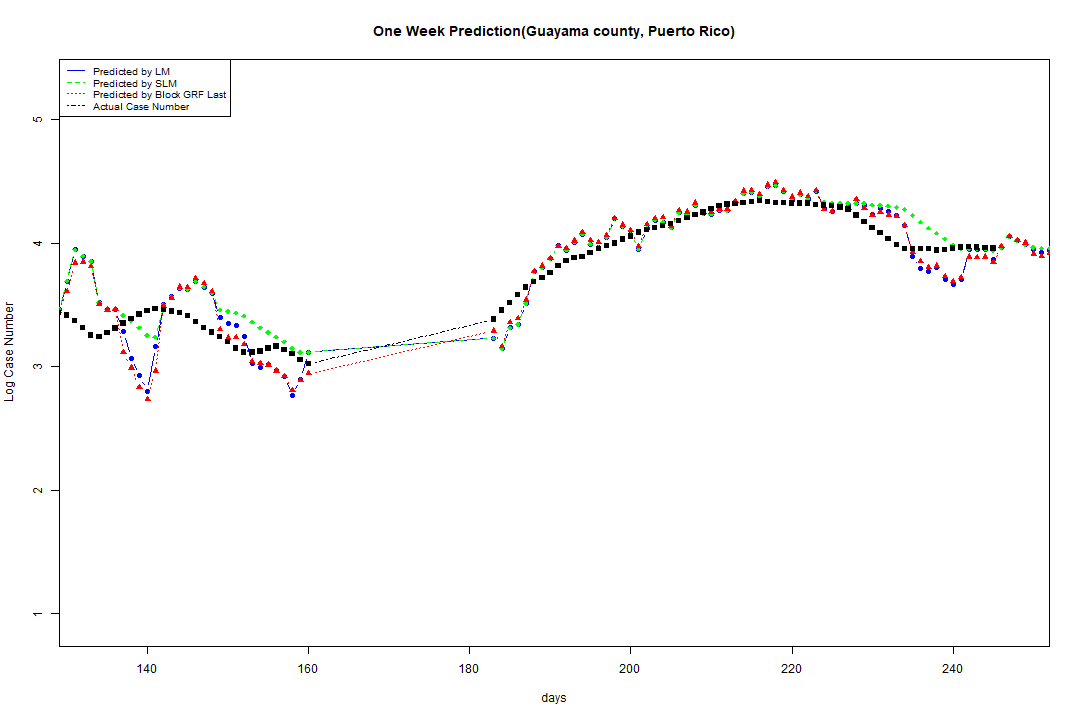 One Week Prediction(Guayama county, Puerto Rico)
Predicted by LM
Predicted by SLM
Predicted by Block GRF Last
Actual Case Number
5
4
3
2
1
Log Case Number
140 160 180 200 220 240
days